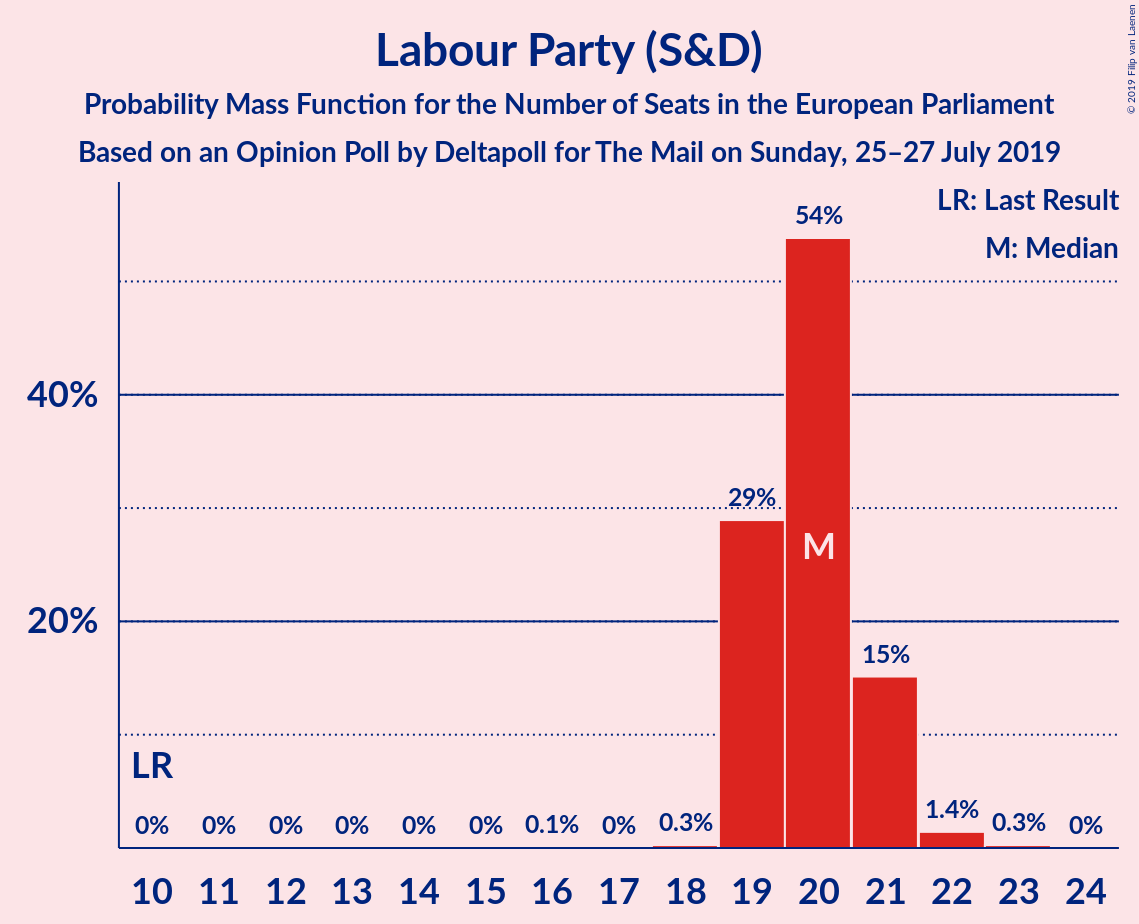 Labour Party (S&D)
Probability Mass Function for the Number of Seats in the European Parliament
Based on an Opinion Poll by Deltapoll for The Mail on Sunday, 25–27 July 2019
© 2019 Filip van Laenen
LR: Last Result
M: Median
54%
40%
29%
M
20%
15%
LR
0% 0% 0% 0% 0% 0% 0.1% 0% 0.3% 1.4% 0.3% 0%
10 11 12 13 14 15 16 17 18 19 20 21 22 23 24